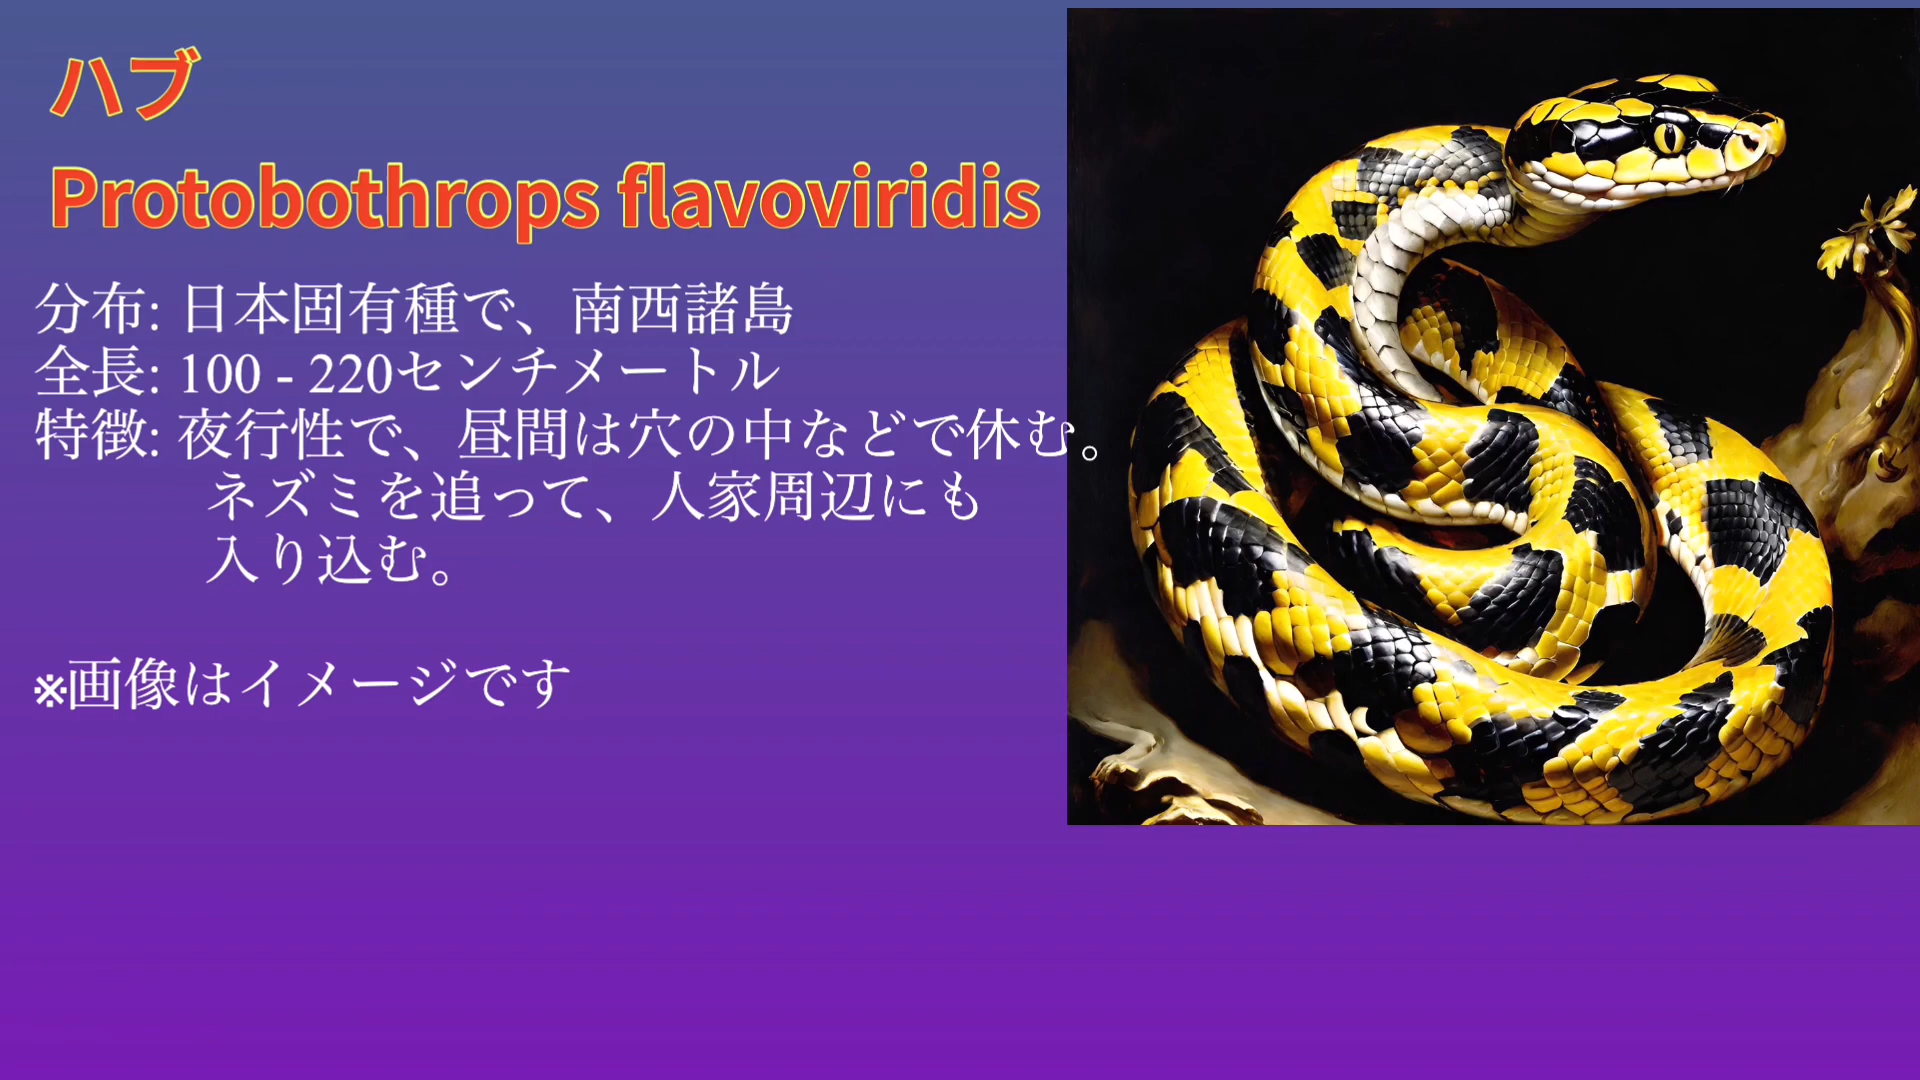 ハブ
Protobothrops flavoviridis
分布: 日本固有種で、南西諸島
全長: 100 - 220センチメートル
特徴: 夜行性で、昼間は穴の中などで休む。
ネズミを追って、人家周辺にも
入り込む。
※画像はイメージです